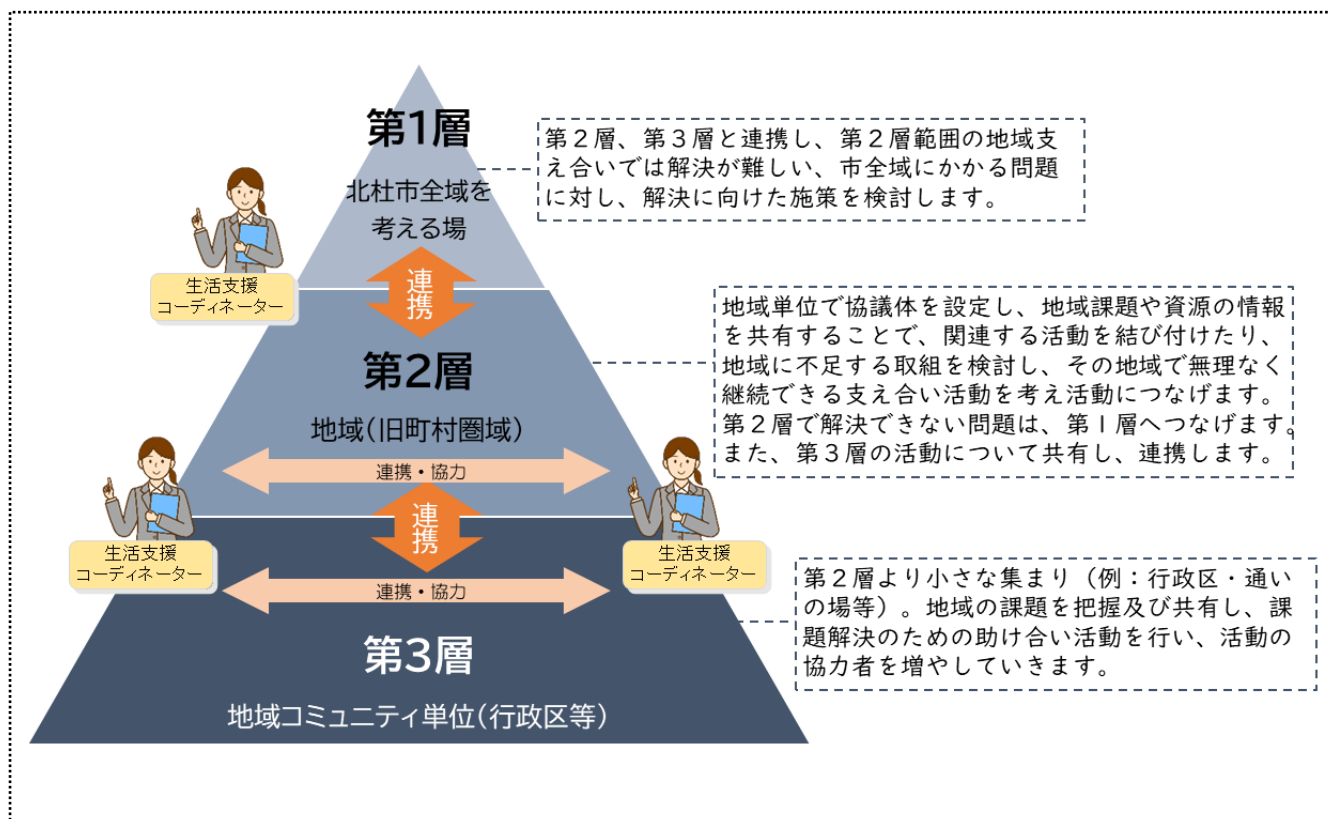 第1層
北杜市全域を
考える場
第２層、第３層と連携し、第２層範囲の地域支
え合いでは解決が難しい、市全域にかかる問題
に対し、解決に向けた施策を検討します。
生活支援
コーディネーター
連携
第2層
地域(旧町村圏域)
地域単位で協議体を設定し、地域課題や資源の情報
を共有することで、関連する活動を結び付けたり、
地域に不足する取組を検討し、その地域で無理なく
継続できる支え合い活動を考え活動につなげます。
第２層で解決できない問題は、第１層へつなげます。
また、第３層の活動について共有し、連携します。
連携・協力
連携
生活支援
コーディネーター
生活支援
コーディネーター
連携・協力
第3層
地域コミュニティ単位(行政区等)
第２層より小さな集まり（例：行政区・通い
の場等）。地域の課題を把握及び共有し、課
題解決のための助け合い活動を行い、活動の
協力者を増やしていきます。